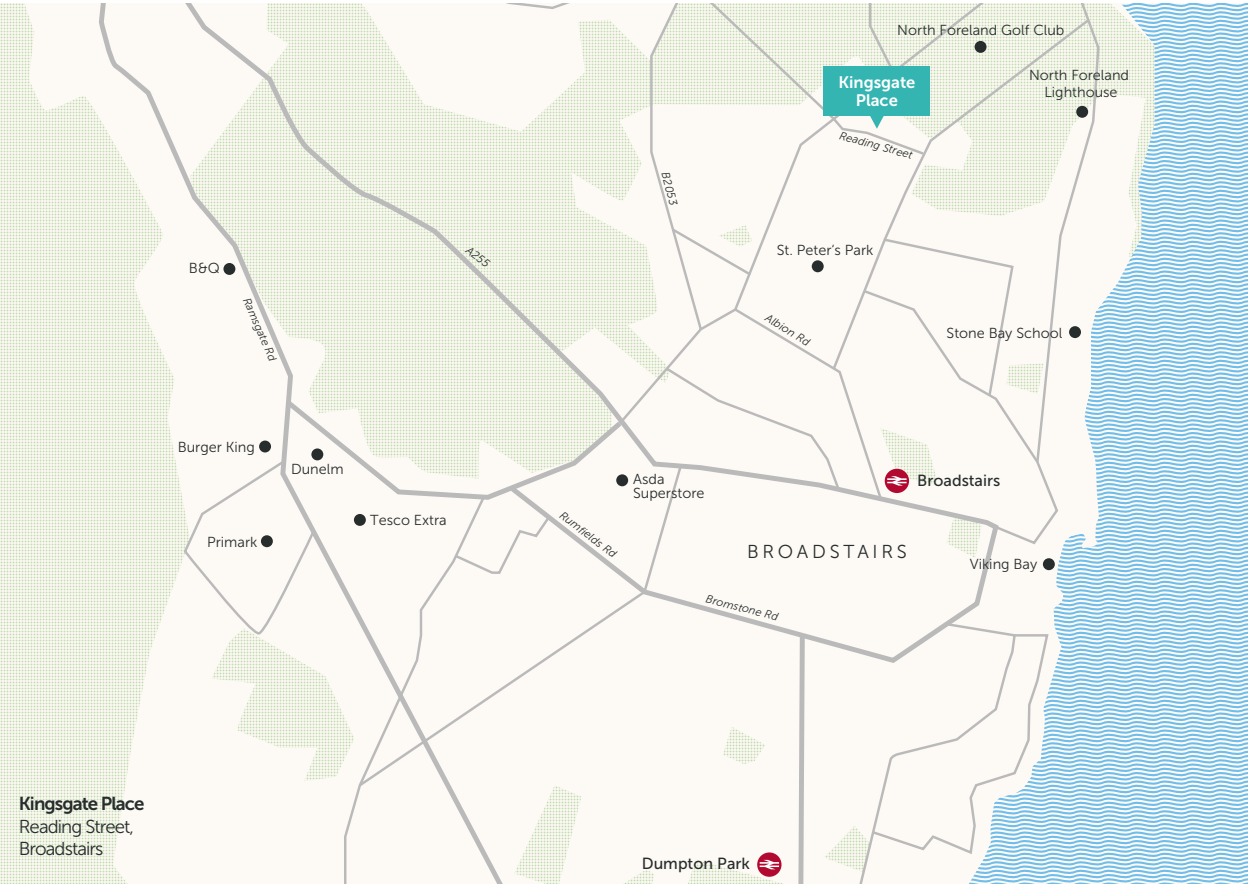 North Foreland Golf Club
North Foreland
Lighthouse
Kingsgate
Place
Reading Street
B2053
St. Peter's Park
A255
B&Q
Ramsgate Rd
Albion Rd
Stone Bay School
Burger King
Dunelm
Asda
Superstore
Broadstairs
Tesco Extra
Rumfields Rd
Primark
BROADSTAIRS
Viking Bay
Bromstone Rd
Kingsgate Place
Reading Street,
Broadstairs
Dumpton Park